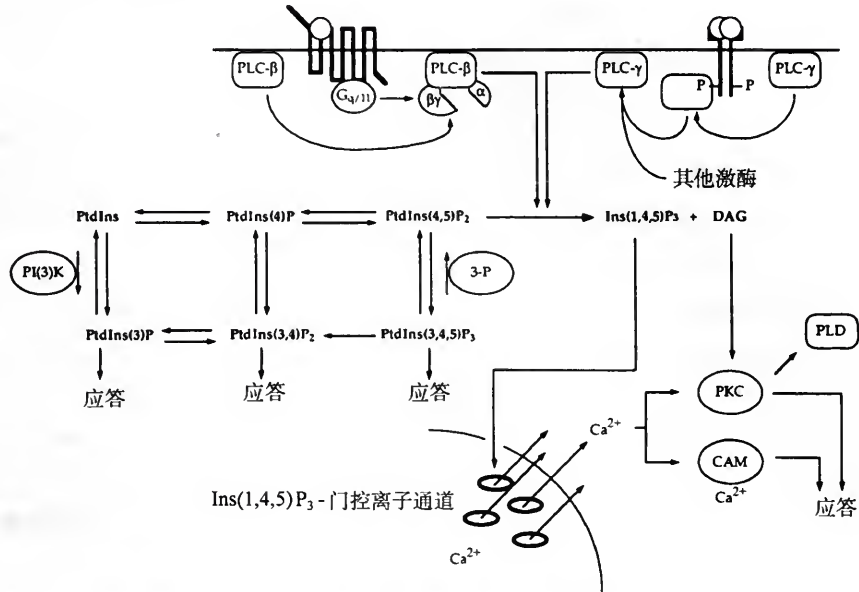 PLC-β
G q/11
PLC-β
βγ
α
PLC-γ
P
P
PLC-γ
其他激酶
PtdIns
PtdIns(4)P
PtdIns(4,5)P₂
Ins(1,4,5)P₃ + DAG
PI(3)K
3-P
PtdIns(3)P
PtdIns(3,4)P₂
PtdIns(3,4,5)P₃
PLD
应答
应答
应答
PKC
Ca²⁺
CAM
Ca²⁺
应答
Ins(1,4,5)P₃-门控离子通道
Ca²⁺